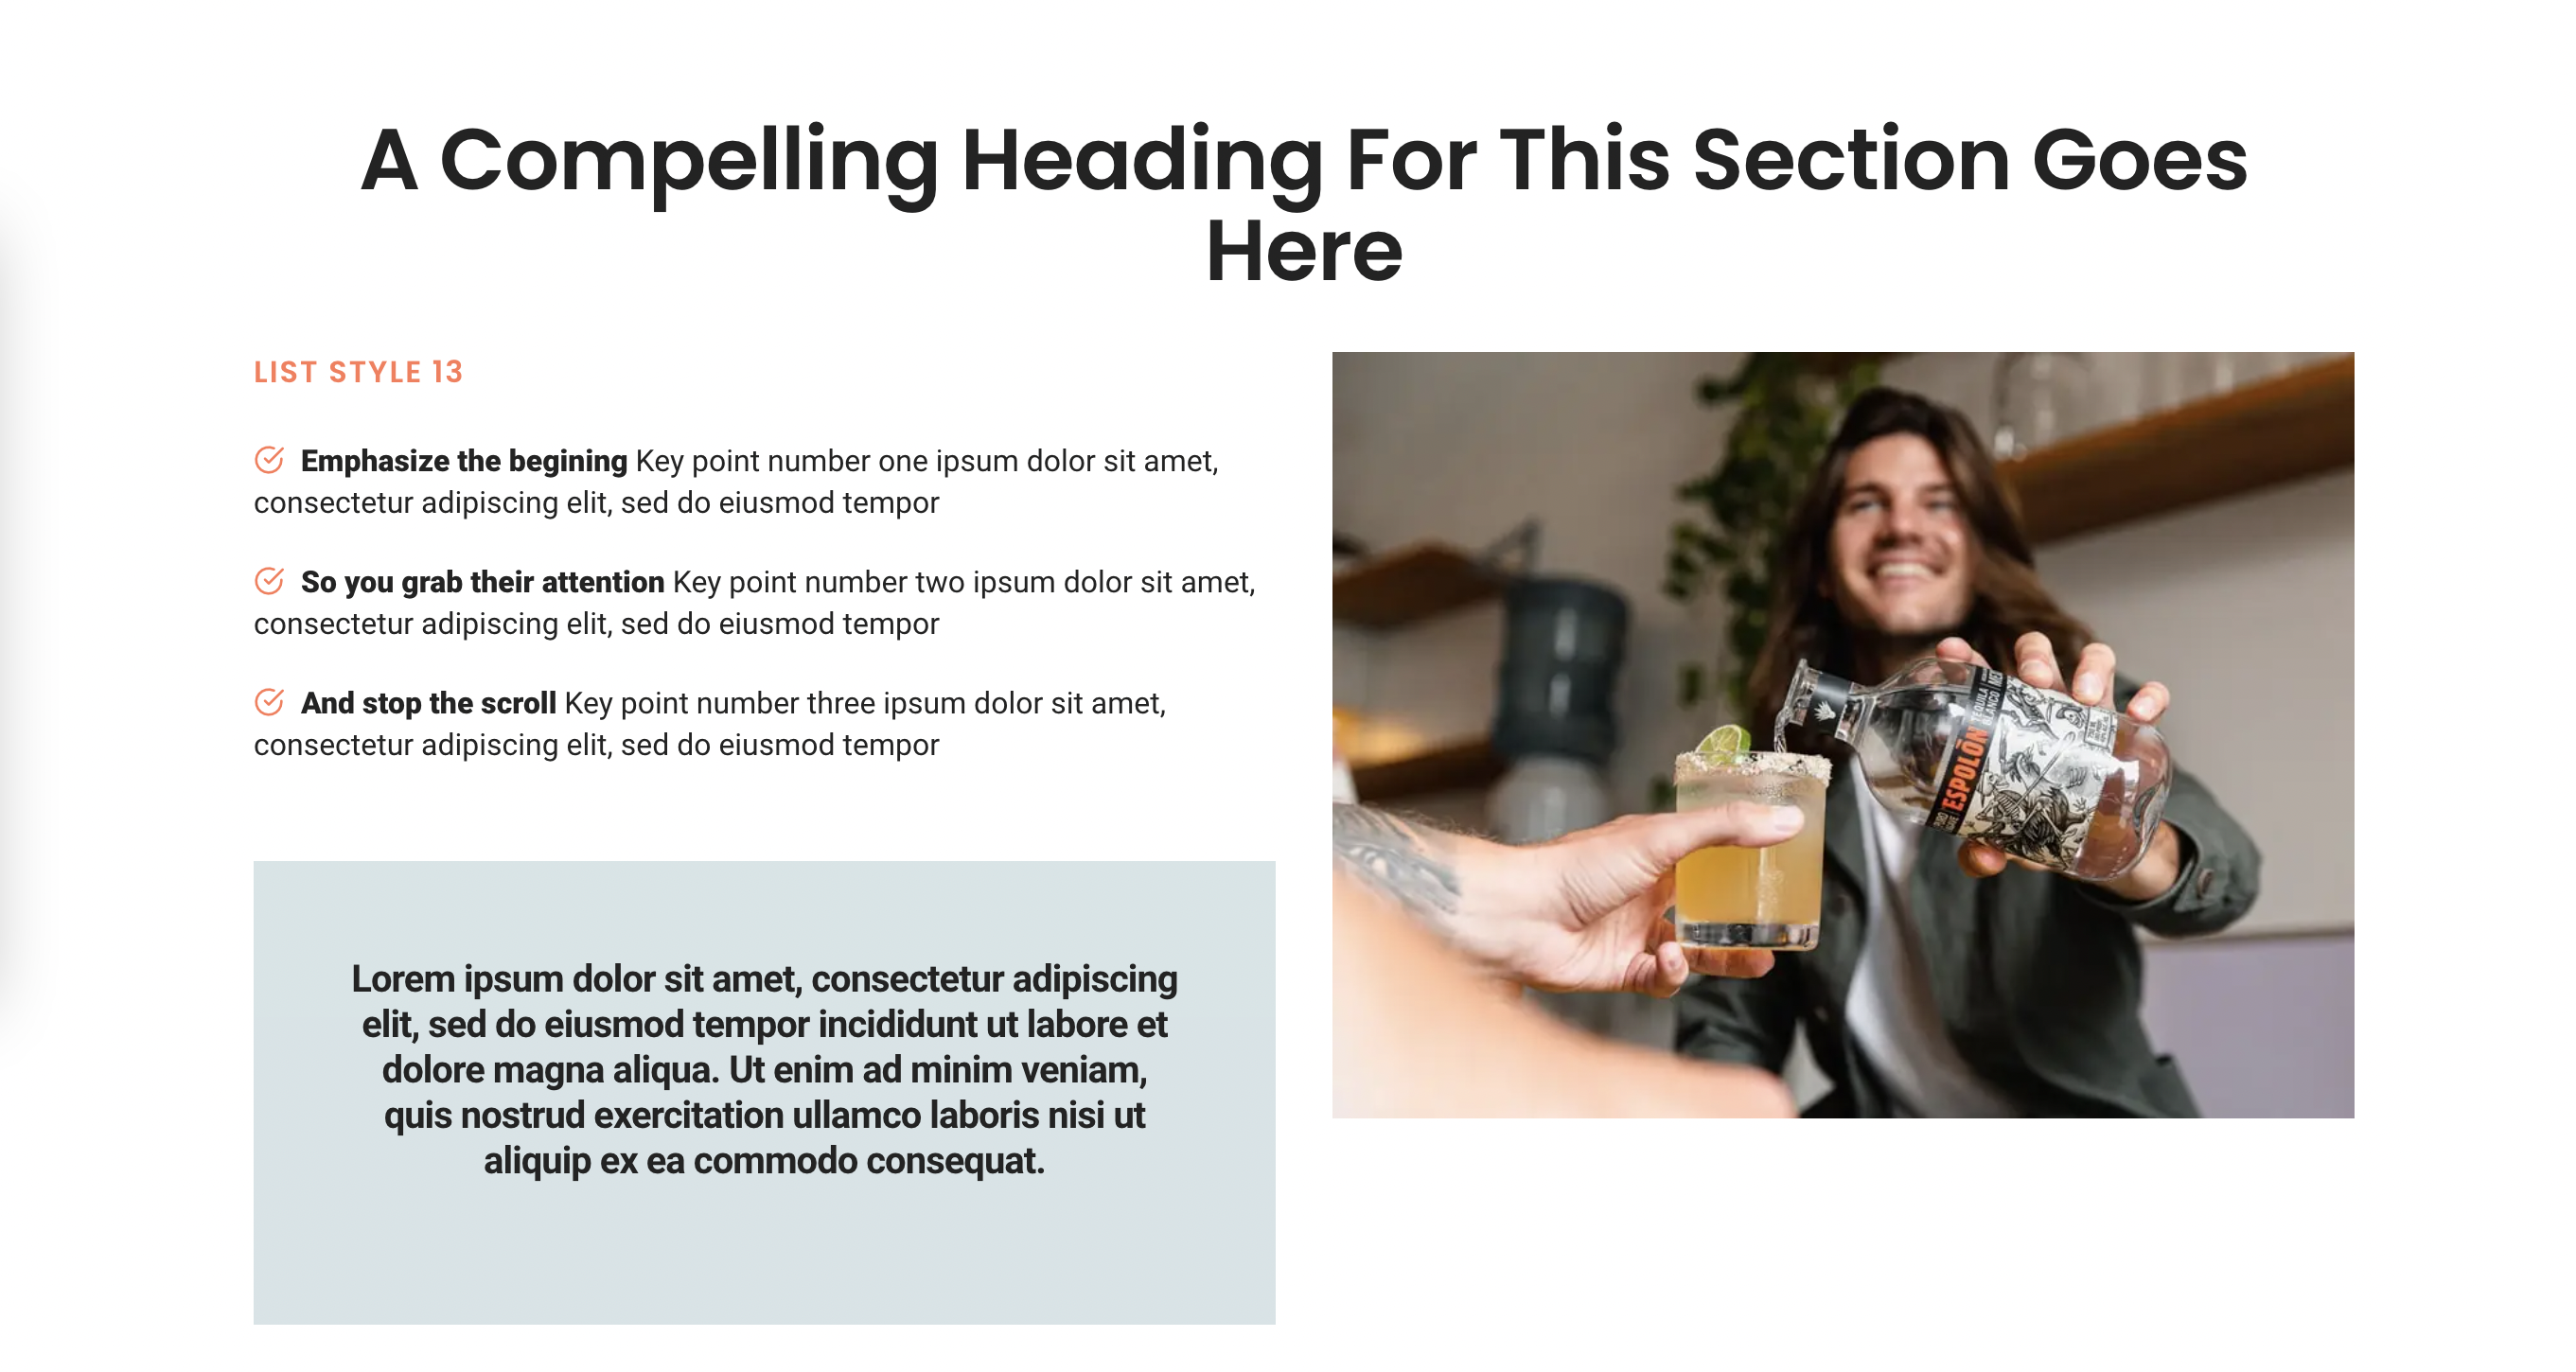 A Compelling Heading For This Section Goes
Here
LIST STYLE 13
Emphasize the begining Key point number one ipsum dolor sit amet,
consectetur adipiscing elit, sed do eiusmod tempor
So you grab their attention Key point number two ipsum dolor sit amet,
consectetur adipiscing elit, sed do eiusmod tempor
And stop the scroll Key point number three ipsum dolor sit amet,
consectetur adipiscing elit, sed do eiusmod tempor
Lorem ipsum dolor sit amet, consectetur adipiscing
elit, sed do eiusmod tempor incididunt ut labore et
dolore magna aliqua. Ut enim ad minim veniam,
quis nostrud exercitation ullamco laboris nisi ut
aliquip ex ea commodo consequat.
ESPOLÒN
TEQUILA
BLANCO